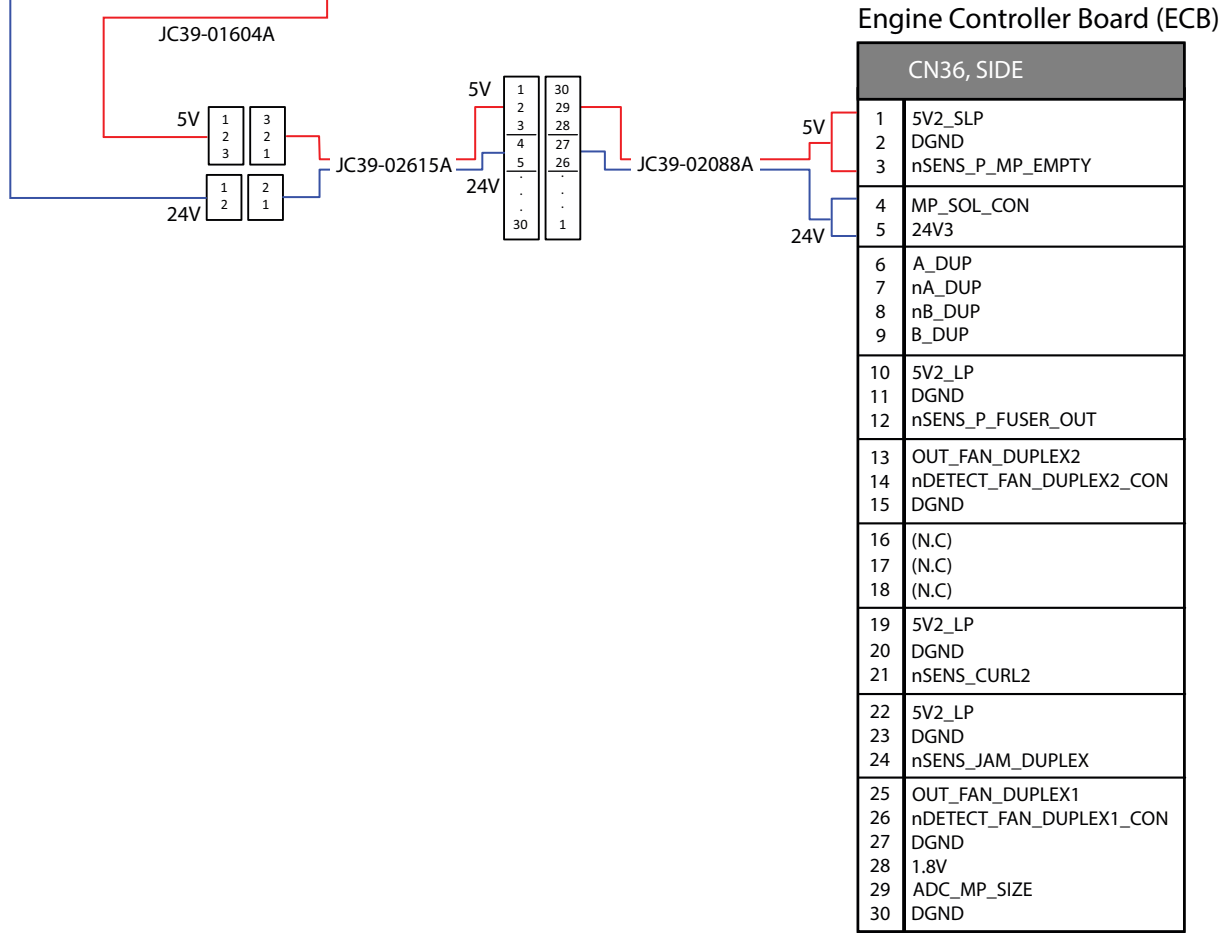 Engine Controller Board (ECB)
JC39-01604A
5V
1
2
3
3
2
1
24V
1
2
2
1
JC39-02615A
5V
24V
1
2
3
4
5
.
.
.
30
30
29
28
27
26
.
.
.
1
JC39-02088A
5V
24V
CN36, SIDE
1 5V2_SLP
2 DGND
3 nSENS_P_MP_EMPTY
4 MP_SOL_CON
5 24V3
6 A_DUP
7 nA_DUP
8 nB_DUP
9 B_DUP
10 5V2_LP
11 DGND
12 nSENS_P_FUSER_OUT
13 OUT_FAN_DUPLEX2
14 nDETECT_FAN_DUPLEX2_CON
15 DGND
16 (N.C)
17 (N.C)
18 (N.C)
19 5V2_LP
20 DGND
21 nSENS_CURL2
22 5V2_LP
23 DGND
24 nSENS_JAM_DUPLEX
25 OUT_FAN_DUPLEX1
26 nDETECT_FAN_DUPLEX1_CON
27 DGND
28 1.8V
29 ADC_MP_SIZE
30 DGND